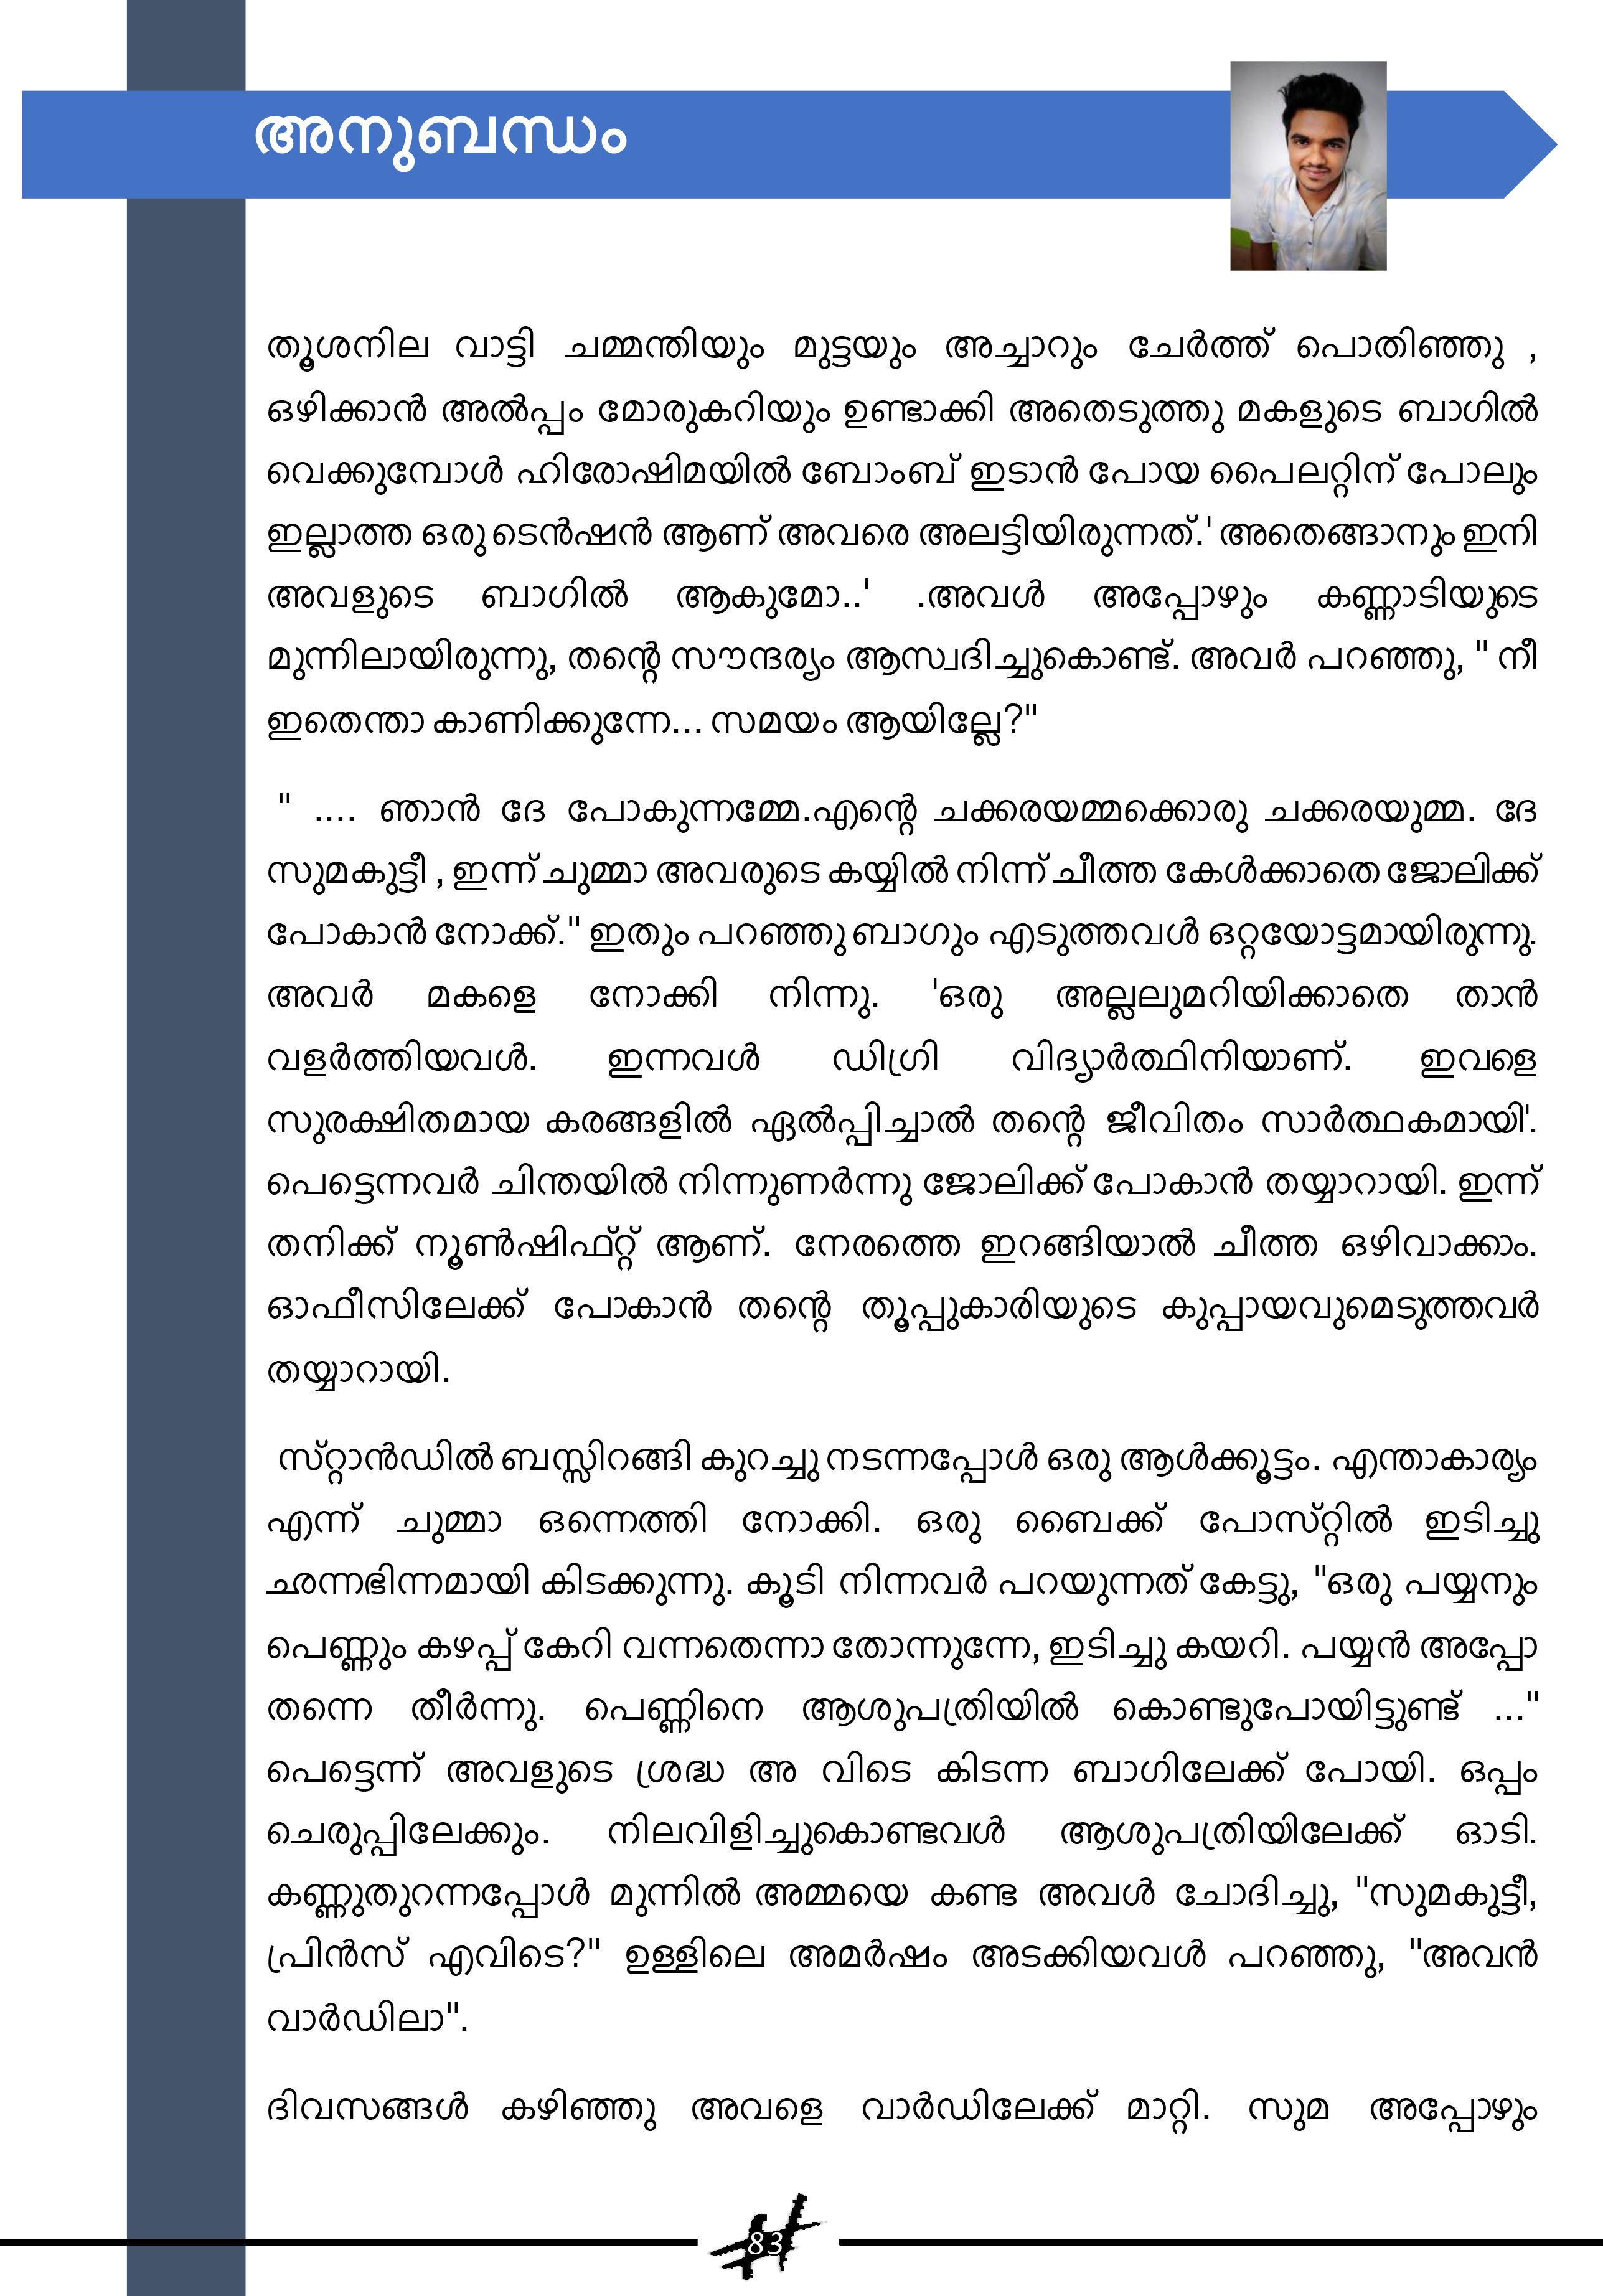 അനുബന്ധം
തൂശനില വാട്ടി ചമ്മന്തിയും മുട്ടയും അച്ചാറും ചേർത്ത് പൊതിഞ്ഞു ,
ഒഴിക്കാൻ അൽപ്പം മോരുകറിയും ഉണ്ടാക്കി അതെടുത്തു മകളുടെ ബാഗിൽ
വെക്കുമ്പോൾ ഹിരോഷിമയിൽ ബോംബ് ഇടാൻ പോയ പൈലറ്റിന് പോലും
ഇല്ലാത്ത ഒരു ടെൻഷൻ ആണ് അവരെ അലട്ടിയിരുന്നത്.' അതെങ്ങാനും ഇനി
അവളുടെ ബാഗിൽ ആകുമോ..' .അവൾ അപ്പോഴും കണ്ണാടിയുടെ
മുന്നിലായിരുന്നു, തന്റെ സൗന്ദര്യം ആസ്വദിച്ചുകൊണ്ട്. അവർ പറഞ്ഞു, " നീ
ഇതെന്താ കാണിക്കുന്നേ... സമയം ആയില്ലേ?"
" .... ഞാൻ ദേ പോകുന്നമ്മേ.എന്റെ ചക്കരയമ്മക്കൊരു ചക്കരയുമ്മ. ദേ
സുമകുട്ടീ , ഇന്ന് ചുമ്മാ അവരുടെ കയ്യിൽ നിന്ന് ചീത്ത കേൾക്കാതെ ജോലിക്ക്
പോകാൻ നോക്ക്." ഇതും പറഞ്ഞു ബാഗും എടുത്തവൾ ഒറ്റയോട്ടമായിരുന്നു.
അവർ മകളെ നോക്കി നിന്നു. 'ഒരു അല്ലലുമറിയിക്കാതെ താൻ
വളർത്തിയവൾ. ഇന്നവൾ ഡിഗ്രി വിദ്യാർത്ഥിനിയാണ്. ഇവളെ
സുരക്ഷിതമായ കരങ്ങളിൽ ഏൽപ്പിച്ചാൽ തന്റെ ജീവിതം സാർത്ഥകമായി'.
പെട്ടെന്നവർ ചിന്തയിൽ നിന്നുണർന്നു ജോലിക്ക് പോകാൻ തയ്യാറായി. ഇന്ന്
തനിക്ക് നൂൺഷിഫ്റ്റ് ആണ്. നേരത്തെ ഇറങ്ങിയാൽ ചീത്ത ഒഴിവാക്കാം.
ഓഫീസിലേക്ക് പോകാൻ തന്റെ തൂപ്പുകാരിയുടെ കുപ്പായവുമെടുത്തവർ
തയ്യാറായി.
സ്റ്റാൻഡിൽ ബസ്സിറങ്ങി കുറച്ചു നടന്നപ്പോൾ ഒരു ആൾക്കൂട്ടം. എന്താകാര്യം
എന്ന് ചുമ്മാ ഒന്നെത്തി നോക്കി. ഒരു ബൈക്ക് പോസ്റ്റിൽ ഇടിച്ചു
ഛന്നഭിന്നമായി കിടക്കുന്നു. കൂടി നിന്നവർ പറയുന്നത് കേട്ടു, "ഒരു പയ്യനും
പെണ്ണും കഴപ്പ് കേറി വന്നതെന്നാ തോന്നുന്നേ, ഇടിച്ചു കയറി. പയ്യൻ അപ്പോ
തന്നെ തീർന്നു. പെണ്ണിനെ ആശുപത്രിയിൽ കൊണ്ടുപോയിട്ടുണ്ട് ..."
പെട്ടെന്ന് അവളുടെ ശ്രദ്ധ അ വിടെ കിടന്ന ബാഗിലേക്ക് പോയി. ഒപ്പം
ചെരുപ്പിലേക്കും. നിലവിളിച്ചുകൊണ്ടവൾ ആശുപത്രിയിലേക്ക് ഓടി.
കണ്ണുതുറന്നപ്പോൾ മുന്നിൽ അമ്മയെ കണ്ട അവൾ ചോദിച്ചു, "സുമകുട്ടീ,
പ്രിൻസ് എവിടെ?" ഉള്ളിലെ അമർഷം അടക്കിയവൾ പറഞ്ഞു, "അവൻ
വാർഡിലാ".
ദിവസങ്ങൾ കഴിഞ്ഞു അവളെ വാർഡിലേക്ക് മാറ്റി. സുമ അപ്പോഴും
83